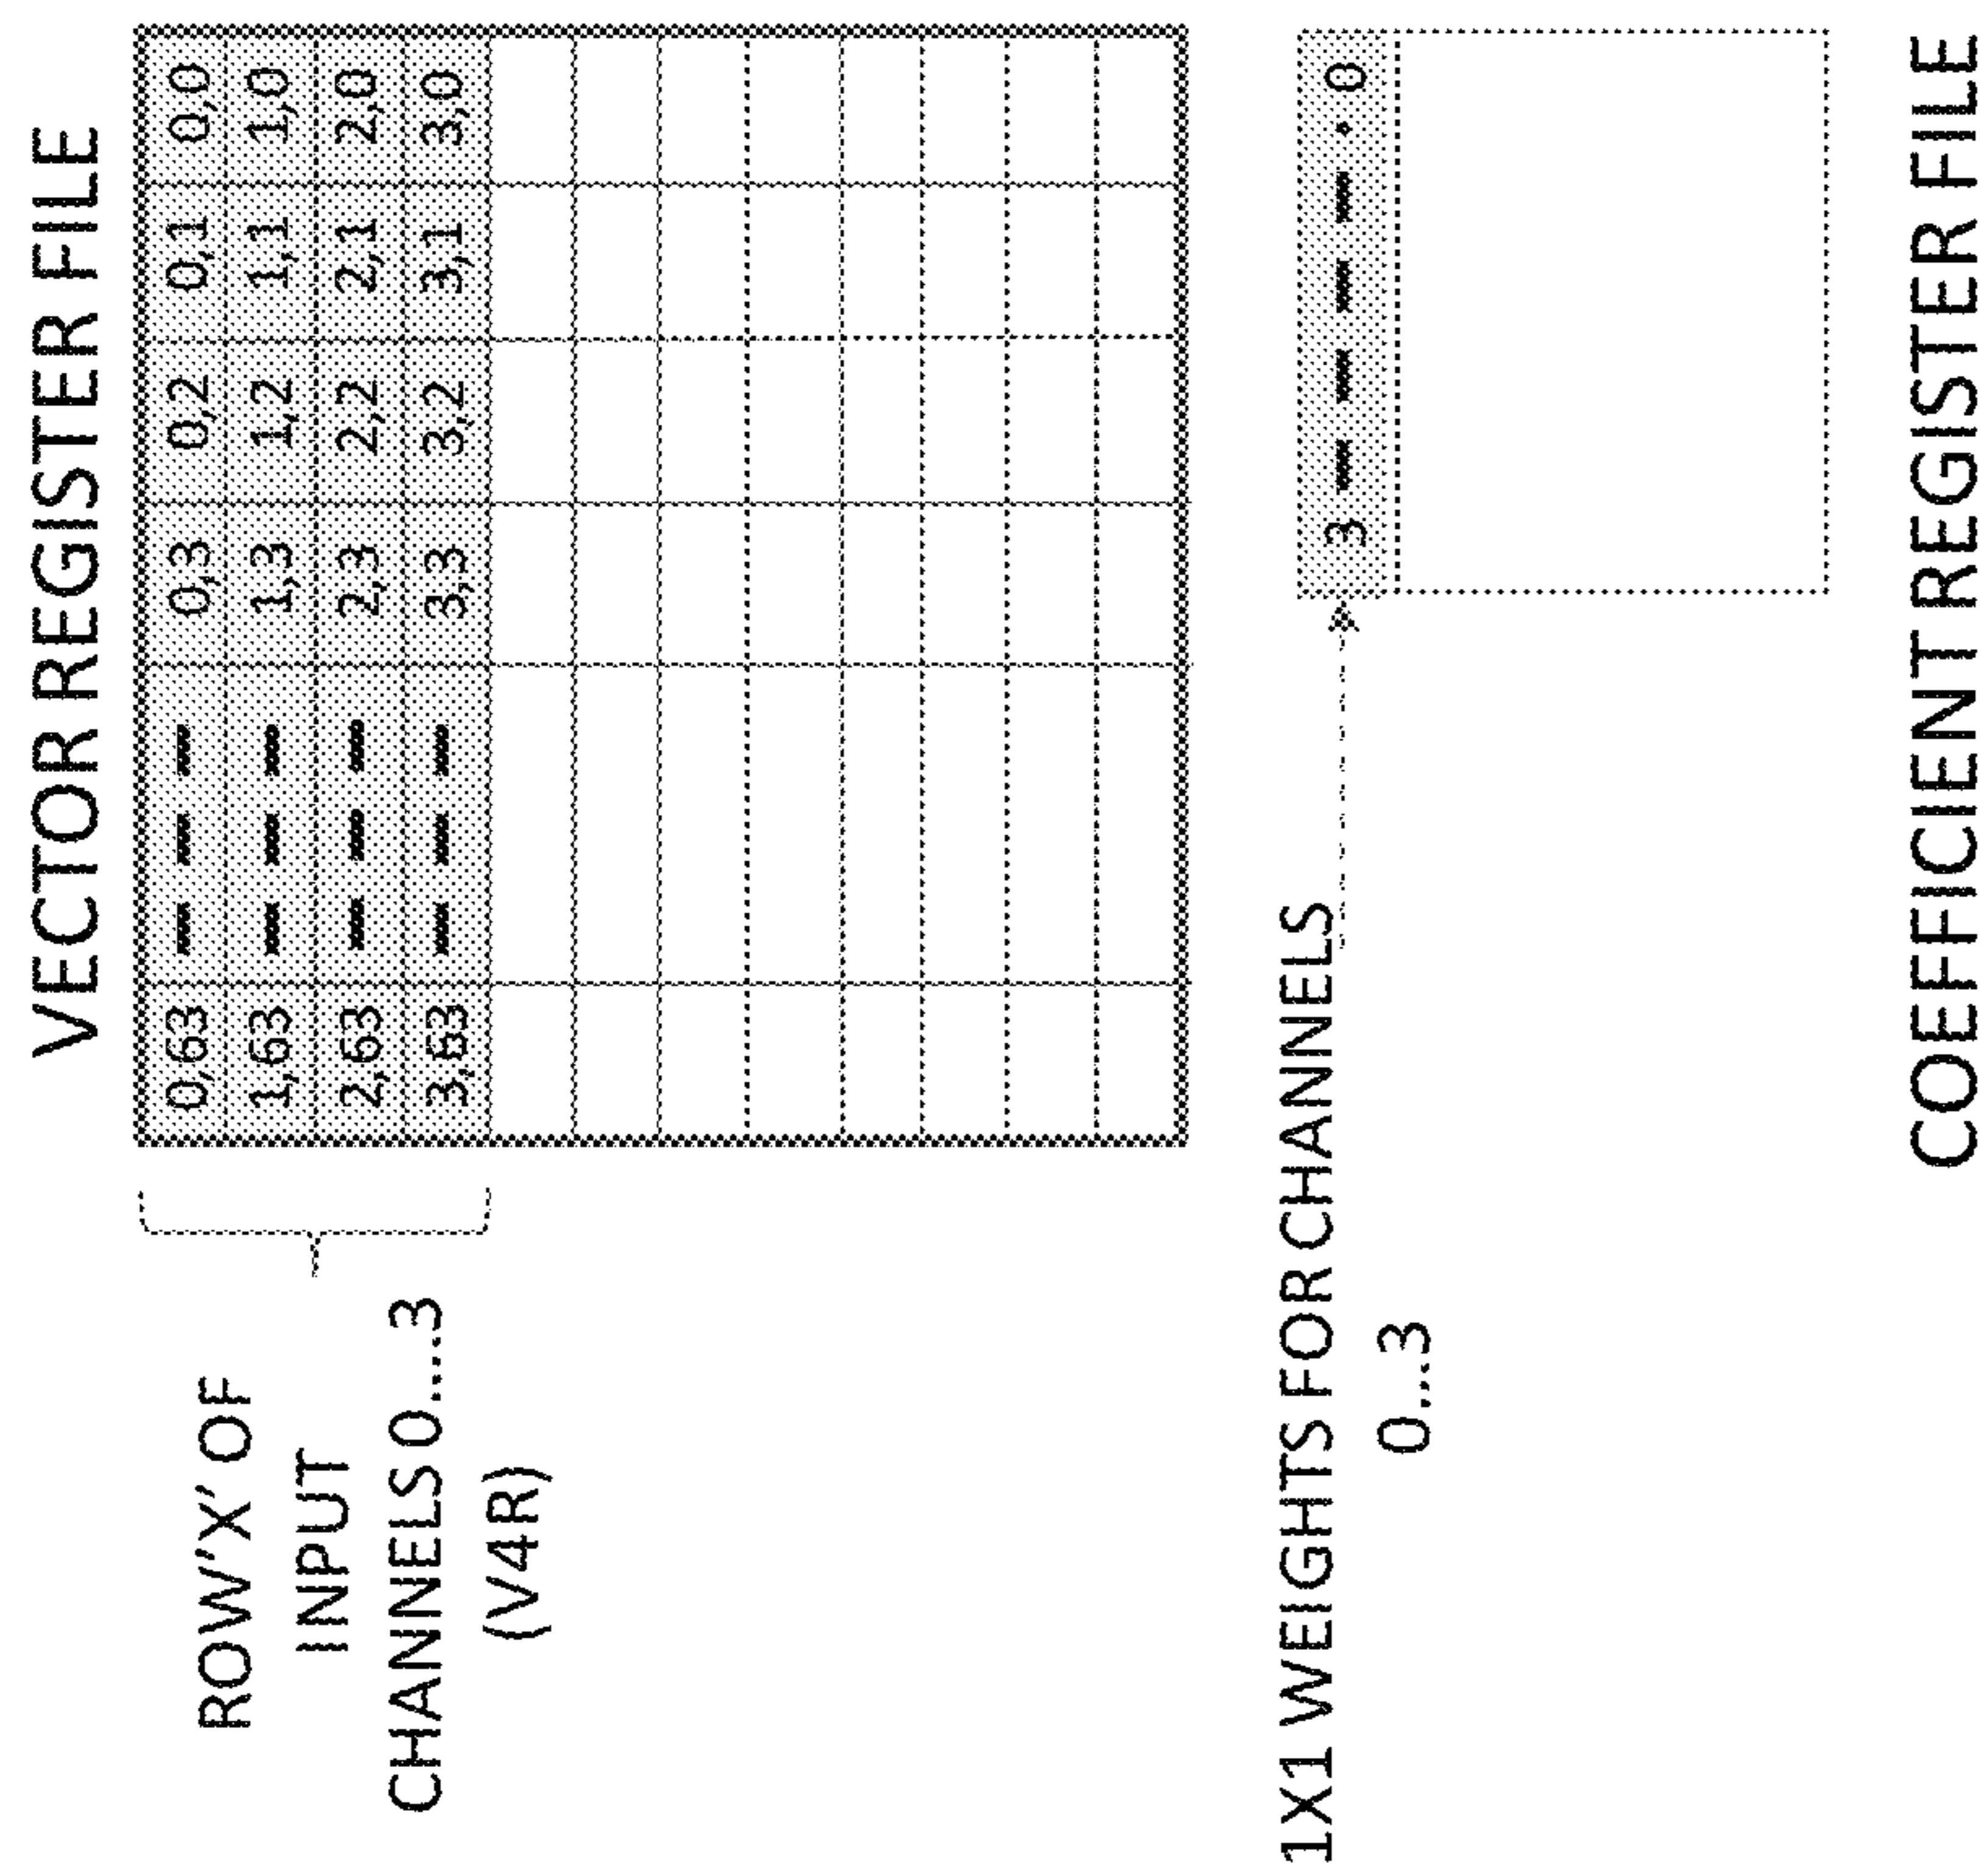 VECTOR REGISTER FILE
0,63 – – – 0,3 0,2 0,1 0,0
1,63 – – – 1,3 1,2 1,1 1,0
2,63 – – – 2,3 2,2 2,1 2,0
3,63 – – – 3,3 3,2 3,1 3,0
ROW'X' OF
INPUT
CHANNELS 0...3
(V4R)
3 – – – – · 0
1X1 WEIGHTS FOR CHANNELS
0...3
COEFFICIENT REGISTER FILE